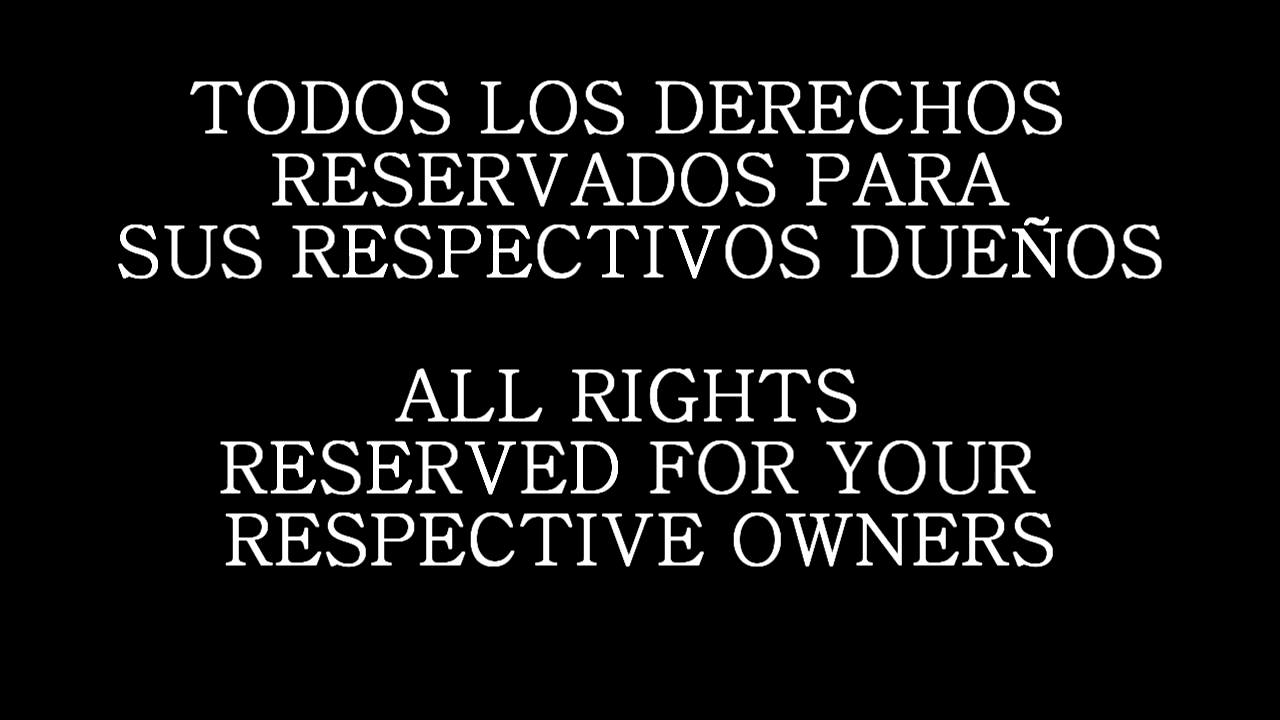 TODOS LOS DERECHOS
RESERVADOS PARA
SUS RESPECTIVOS DUEÑOS
ALL RIGHTS
RESERVED FOR YOUR
RESPECTIVE OWNERS